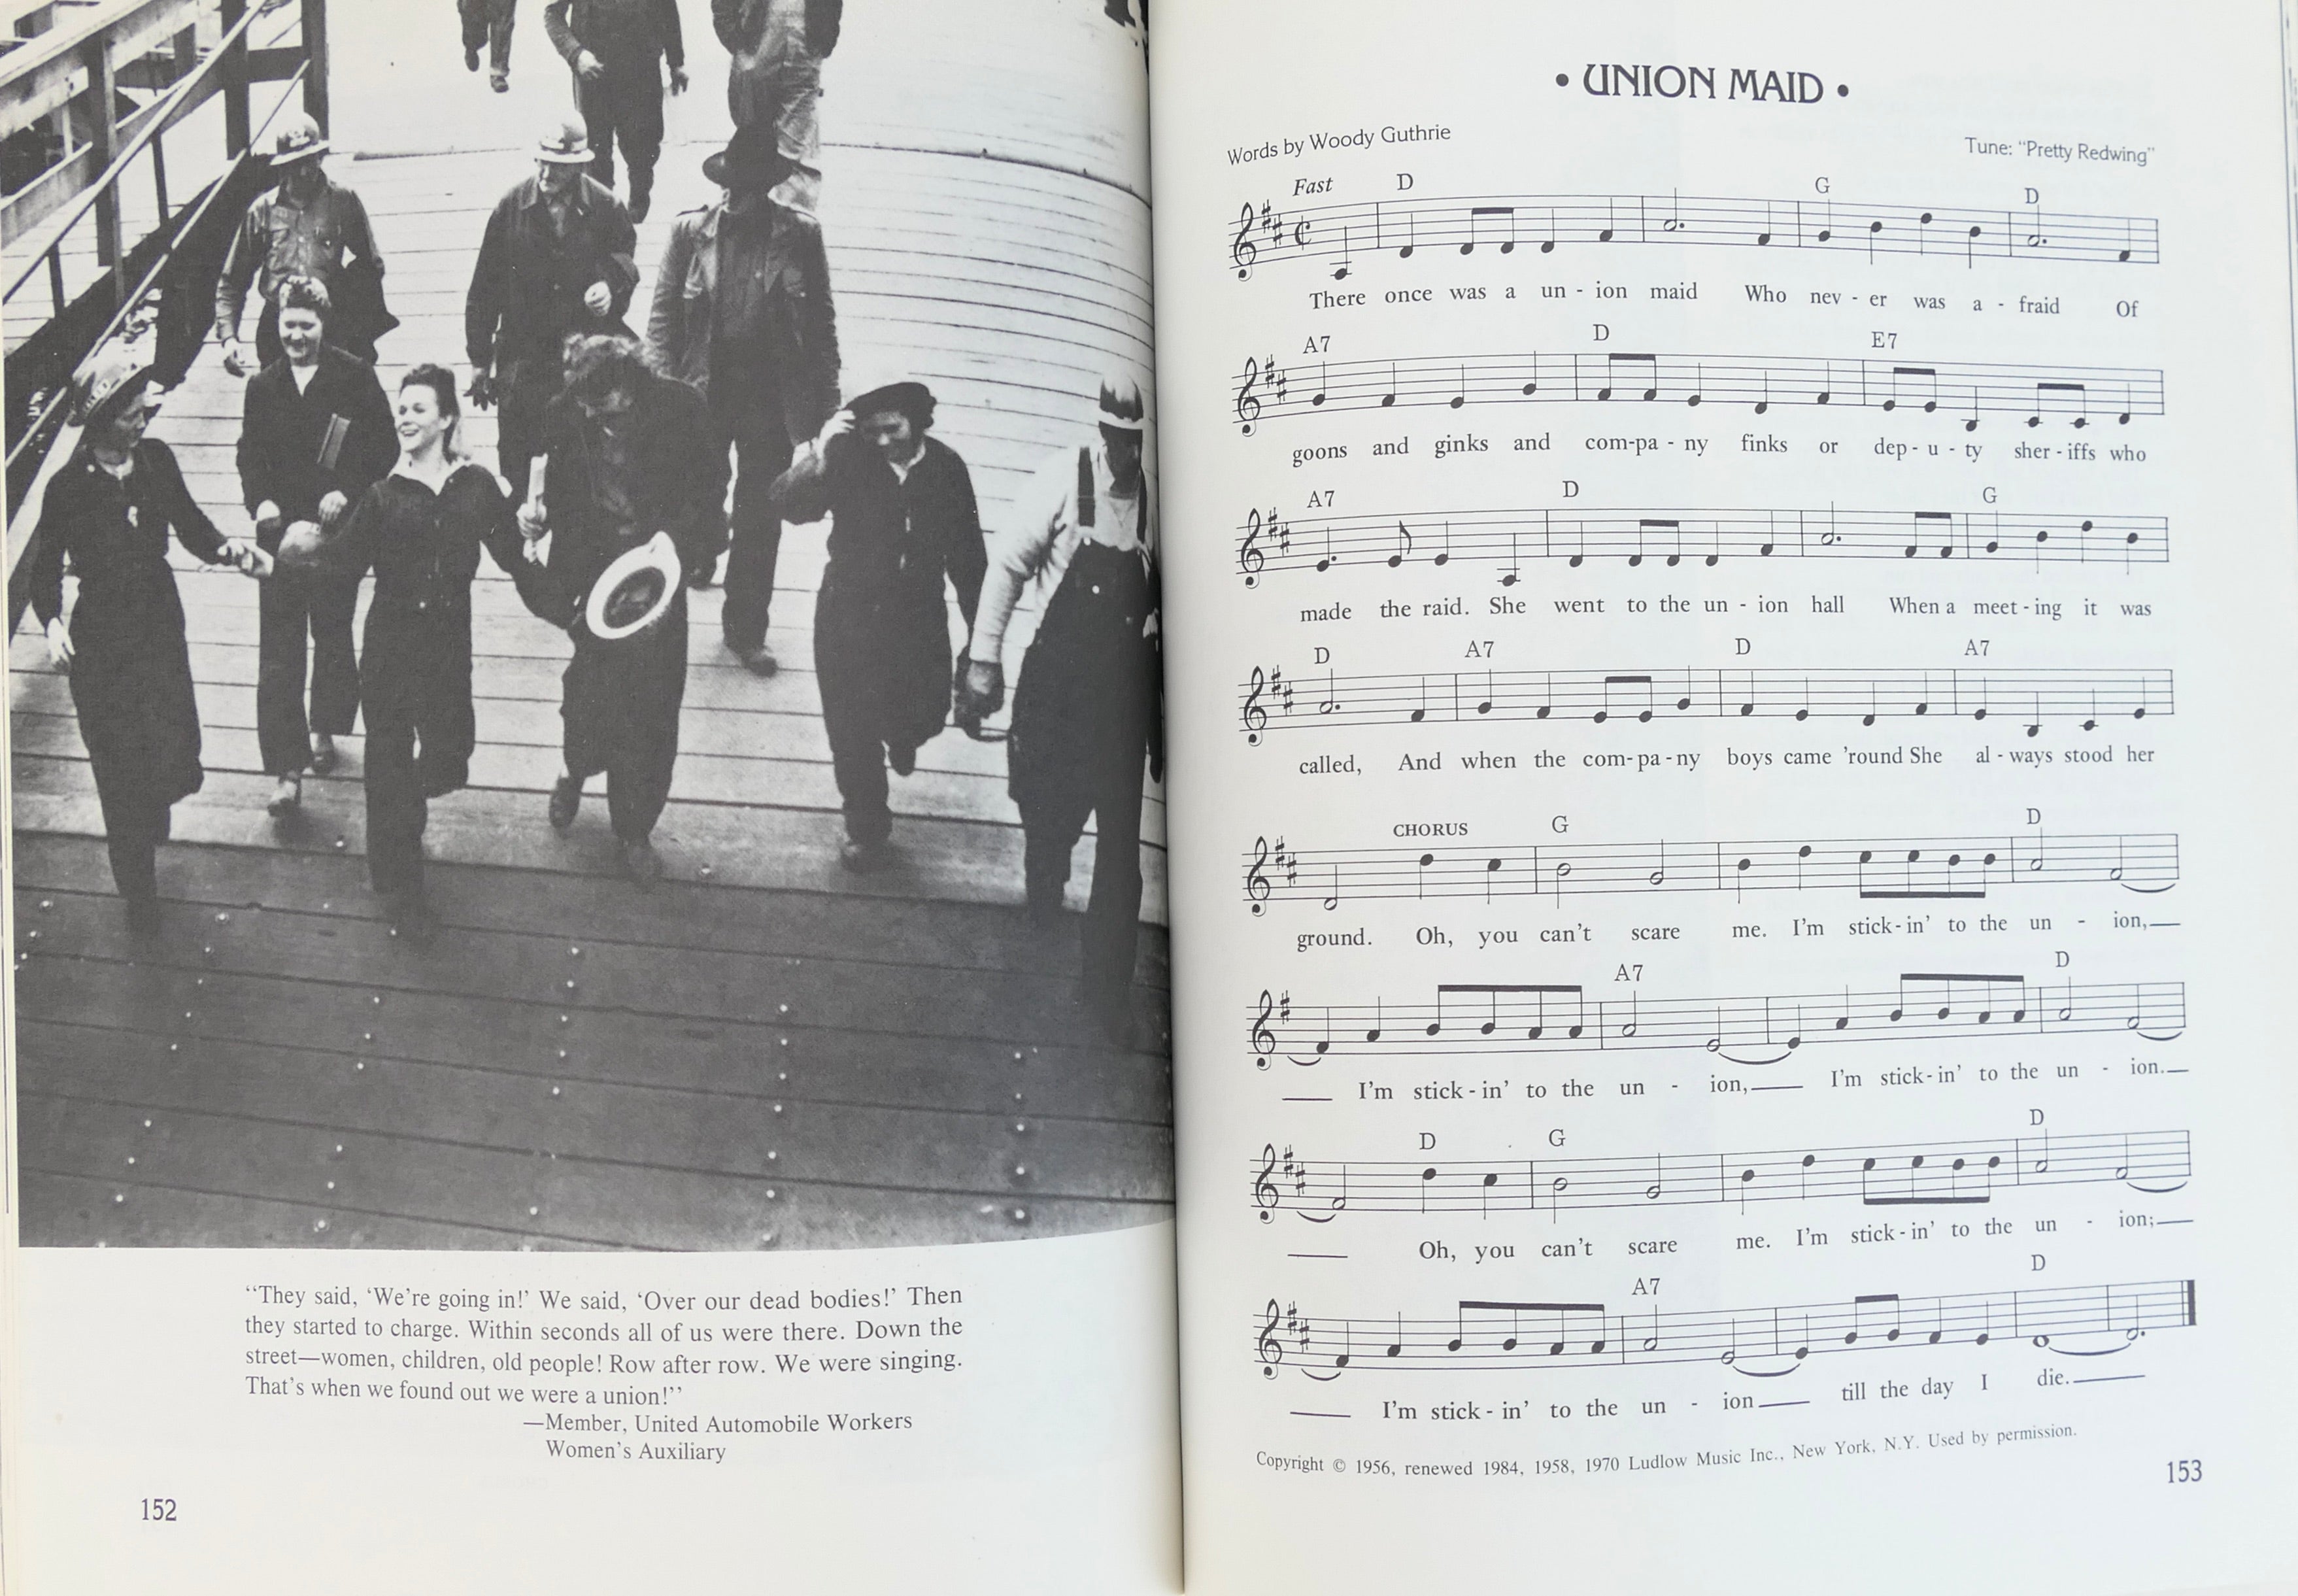 “They said, ‘We’re going in!’ We said, ‘Over our dead bodies!’ Then
they started to charge. Within seconds all of us were there. Down the
street—women, children, old people! Row after row. We were singing.
That’s when we found out we were a union!”
—Member, United Automobile Workers
Women’s Auxiliary
152
• UNION MAID •
Words by Woody Guthrie
Tune: “Pretty Redwing”
Fast D G D
There once was a un - ion maid Who nev - er was a - fraid Of
A7 D E7
goons and ginks and com-pa - ny finks or dep - u - ty sher - iffs who
A7 D G
made the raid. She went to the un - ion hall When a meet - ing it was
D A7 D A7
called, And when the com-pa-ny boys came ’round She al - ways stood her
CHORUS G D
ground. Oh, you can’t scare me. I’m stick-in’ to the un - ion,
A7 D
I’m stick-in’ to the un - ion, I’m stick-in’ to the un - ion.
D G D
Oh, you can’t scare me. I’m stick-in’ to the un - ion;
A7 D
I’m stick-in’ to the un - ion till the day I die.
Copyright © 1956, renewed 1984, 1958, 1970 Ludlow Music Inc., New York, N.Y. Used by permission.
153